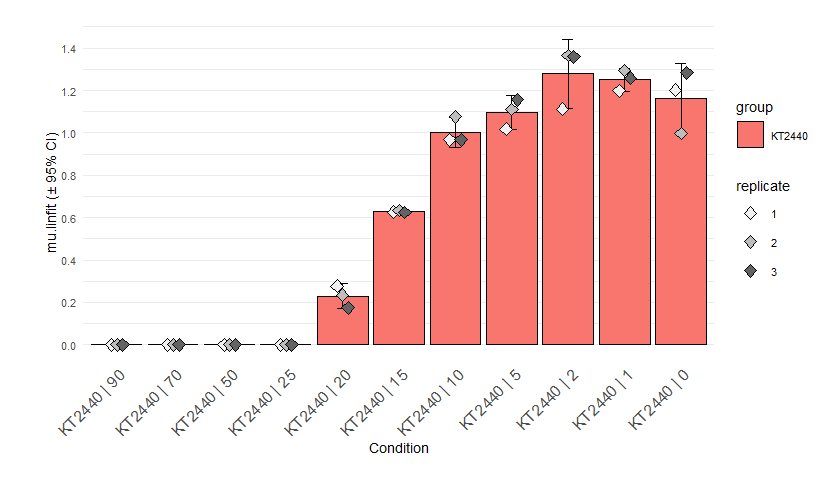 mu.linfit (± 95% CI)
1.4
1.2
1.0
0.8
0.6
0.4
0.2
0.0
KT2440 | 90
KT2440 | 70
KT2440 | 50
KT2440 | 25
KT2440 | 20
KT2440 | 15
KT2440 | 10
KT2440 | 5
KT2440 | 2
KT2440 | 1
KT2440 | 0
Condition
group
KT2440
replicate
1
2
3